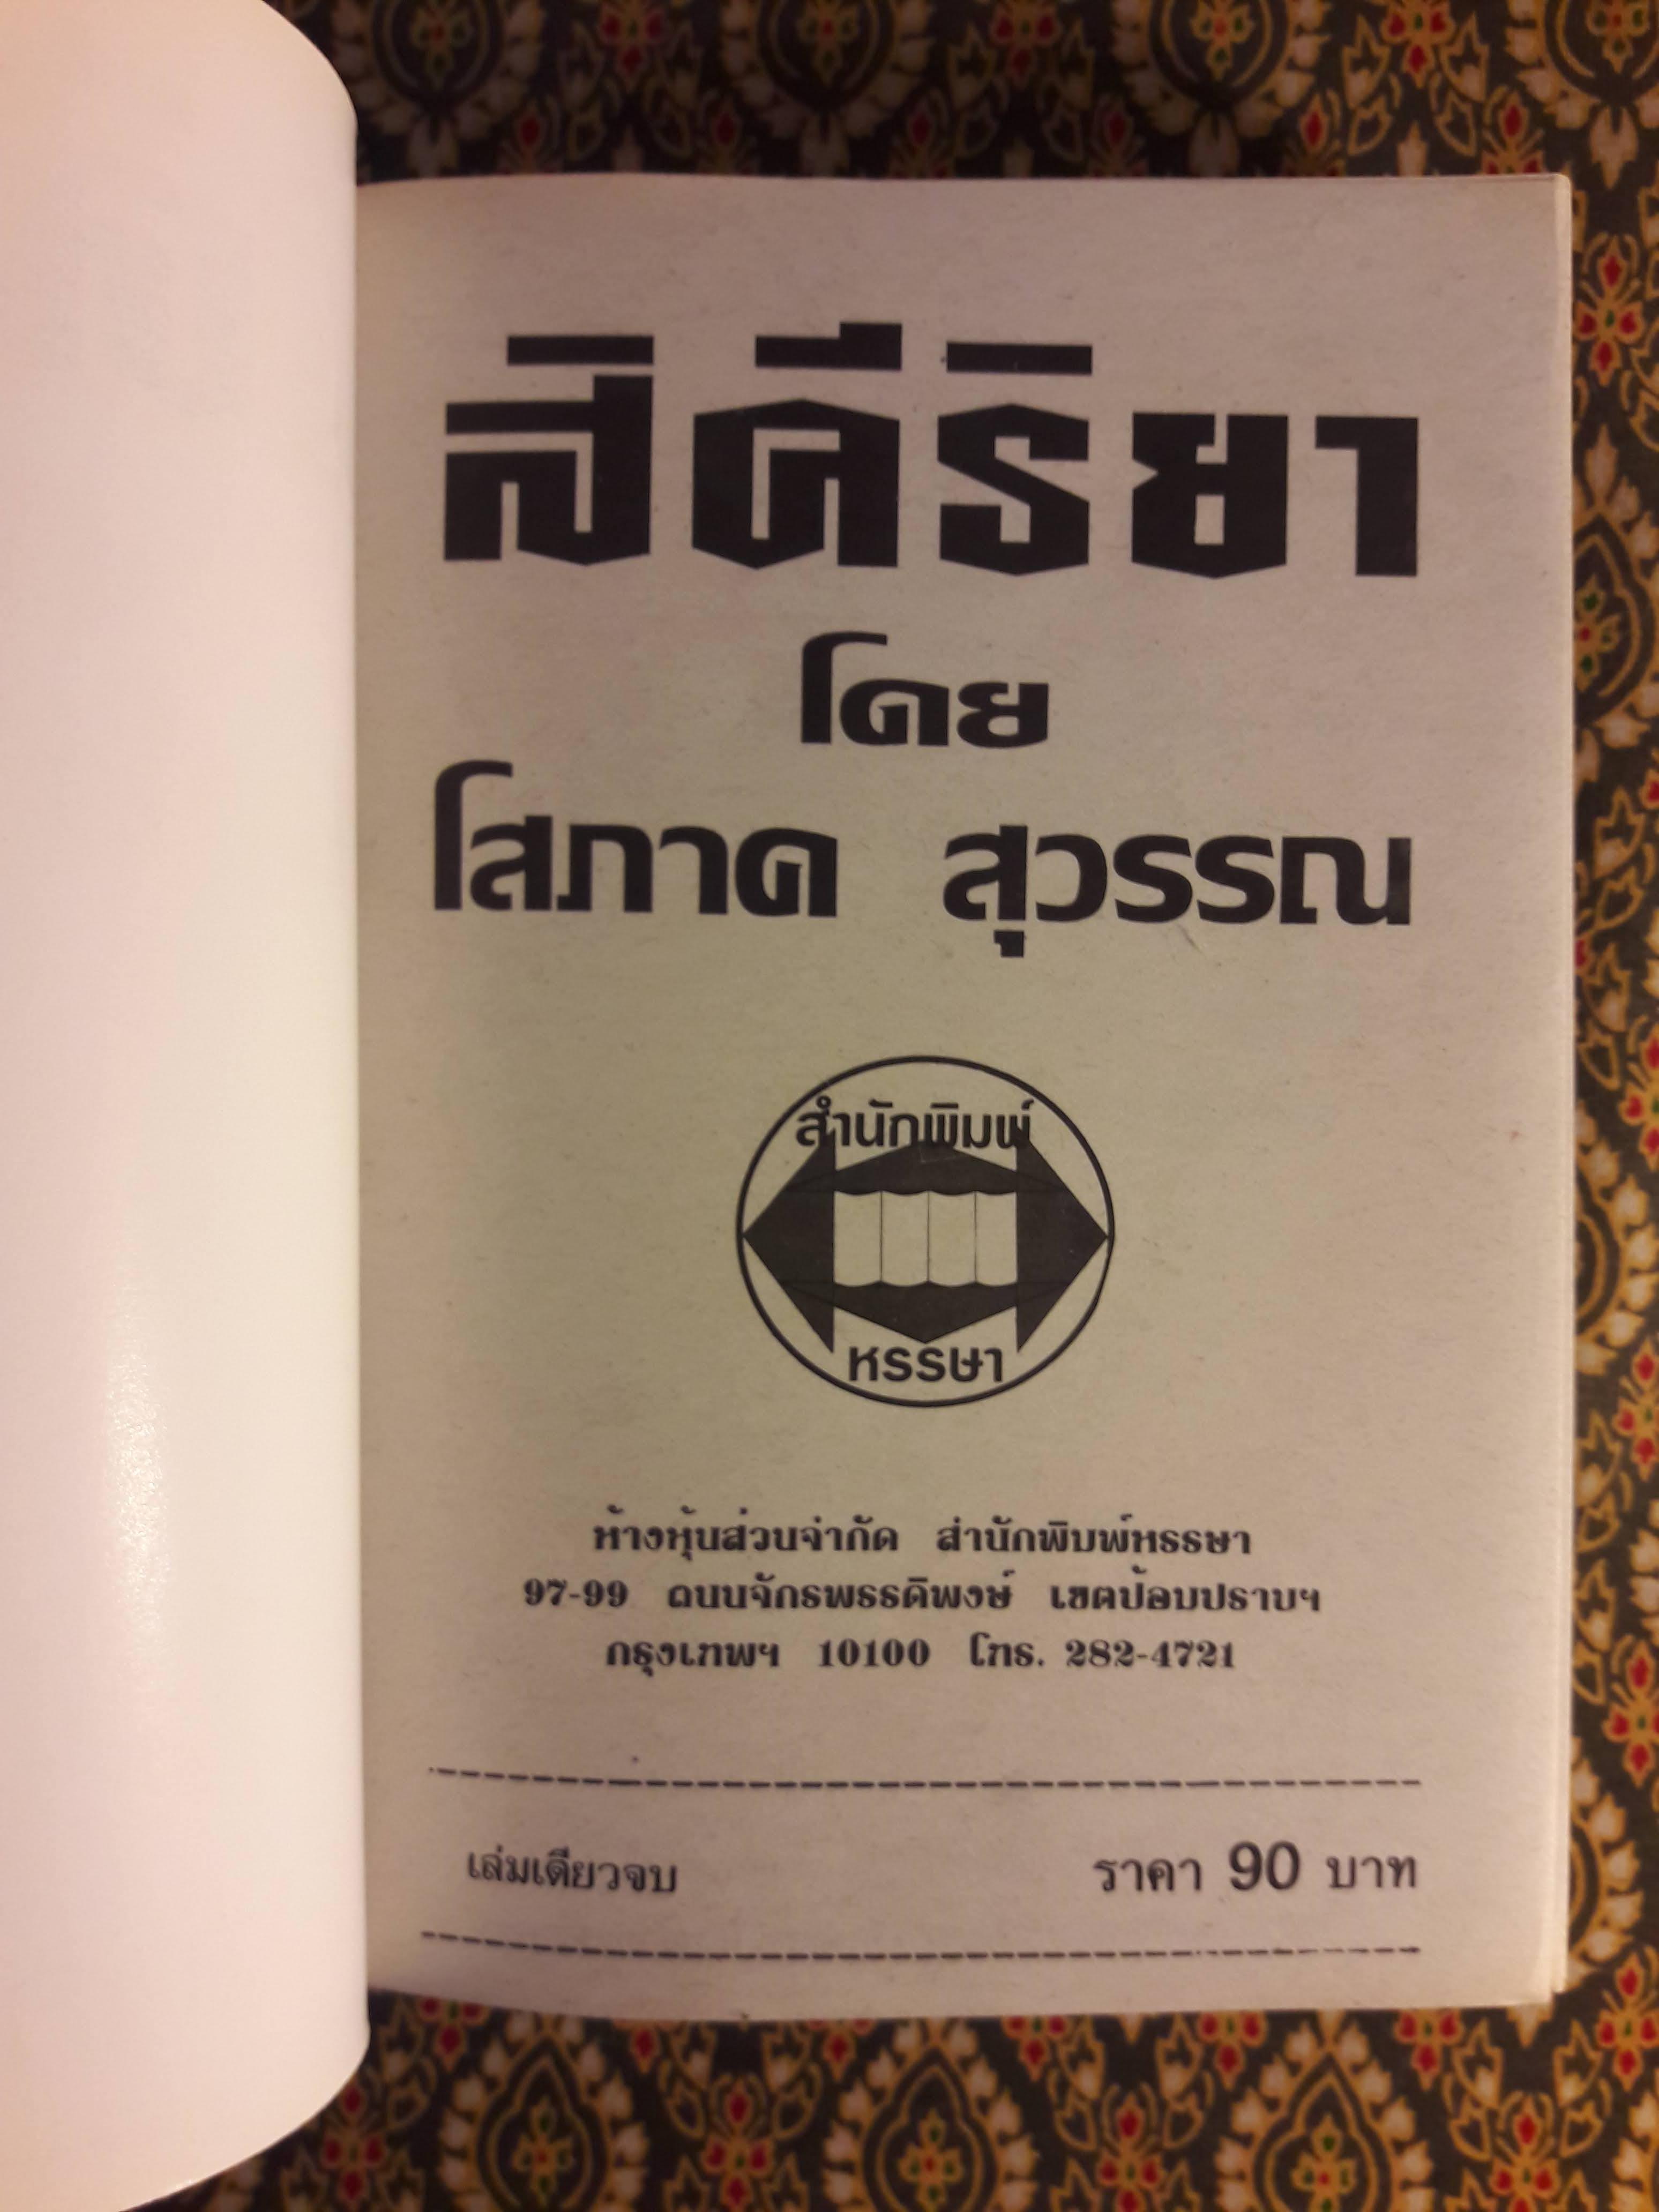 สิคีริยา
โดย
โสภาค สุวรรณ
สำนักพิมพ์
หรรษา
ห้างหุ้นส่วนจำกัด สำนักพิมพ์หรรษา
97-99 ถนนจักรพรรดิพงษ์ เขตป้อมปราบฯ
กรุงเทพฯ 10100 โทร. 282-4721
เล่มเดียวจบ ราคา 90 บาท